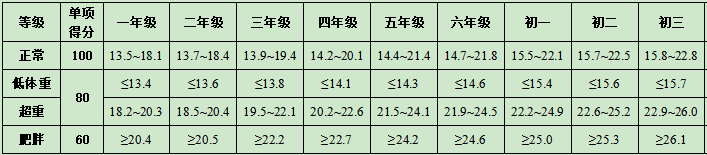 等级 单项得分 一年级 二年级 三年级 四年级 五年级 六年级 初一 初二 初三
正常 100 13.5~18.1 13.7~18.4 13.9~19.4 14.2~20.1 14.4~21.4 14.7~21.8 15.5~22.1 15.7~22.5 15.8~22.8
低体重 80 ≤13.4 ≤13.6 ≤13.8 ≤14.1 ≤14.3 ≤14.6 ≤15.4 ≤15.6 ≤15.7
超重 18.2~20.3 18.5~20.4 19.5~22.1 20.2~22.6 21.5~24.1 21.9~24.5 22.2~24.9 22.6~25.2 22.9~26.0
肥胖 60 ≥20.4 ≥20.5 ≥22.2 ≥22.7 ≥24.2 ≥24.6 ≥25.0 ≥25.3 ≥26.1